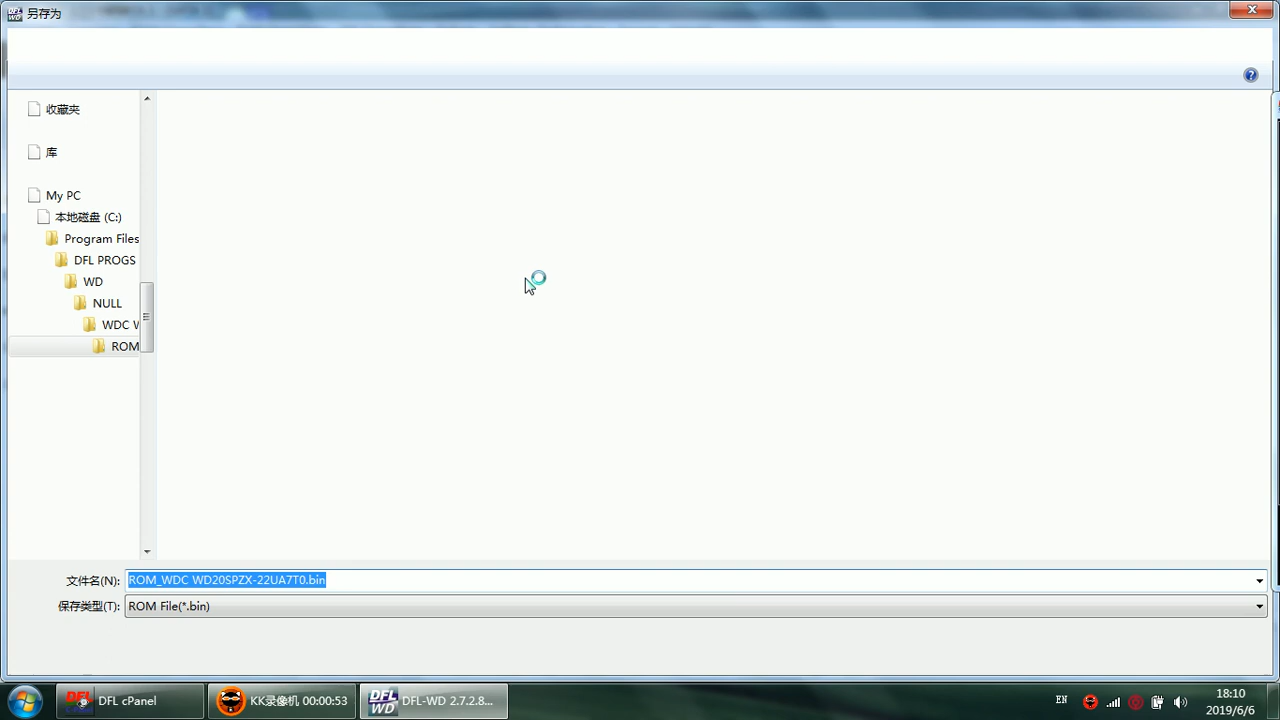 另存为
收藏夹
库
My PC
本地磁盘 (C:)
Program Files
DFL PROGS
WD
NULL
WDC W
ROM
文件名(N):
ROM_WDC WD20SPZX-22UA7T0.bin
保存类型(T):
ROM File(*.bin)
DFL cPanel
KK录像机 00:00:53
DFL WD
DFL-WD 2.7.2.8...
EN
18:10
2019/6/6